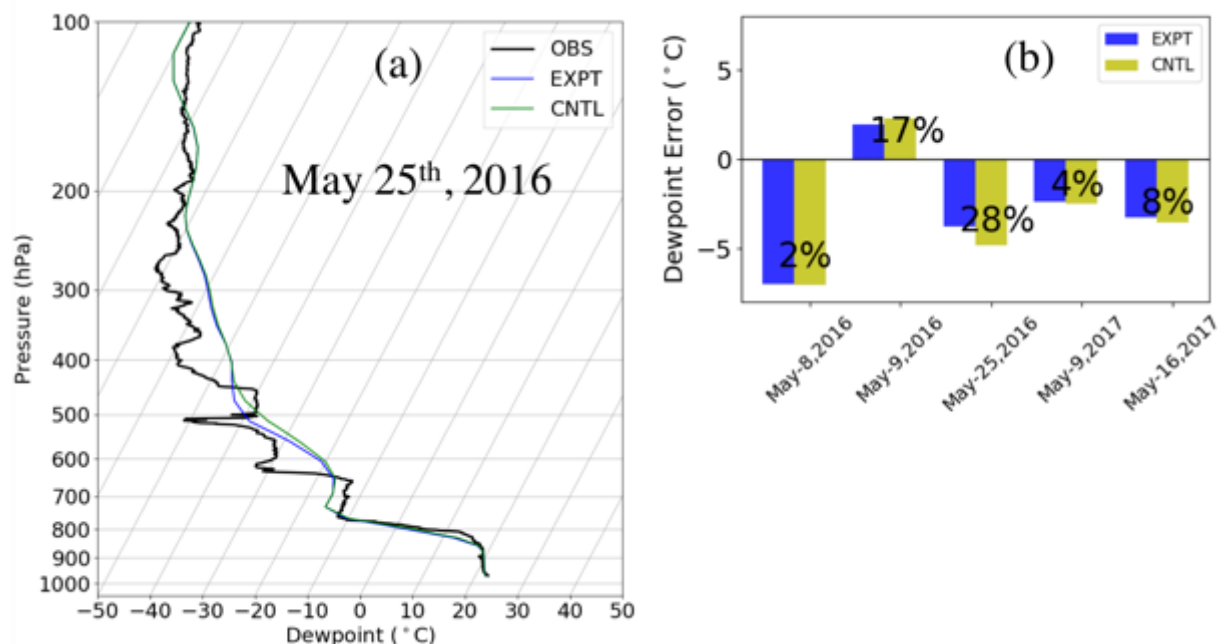 100
200
300
400
500
600
700
800
900
1000
Pressure (hPa)
−50 −40 −30 −20 −10 0 20 30 40 50
Dewpoint (°C)
(a)
OBS
EXPT
CNTL
May 25th, 2016
5
0
−5
Dewpoint Error (°C)
(b)
EXPT
CNTL
2%
17%
28%
4%
8%
May-8,2016
May-9,2016
May-25,2016
May-9,2017
May-16,2017